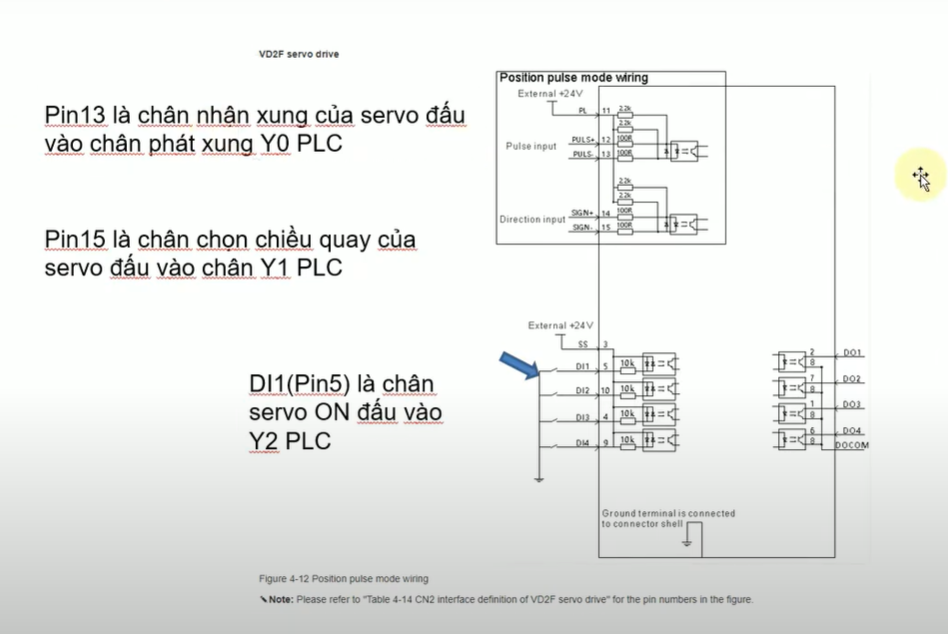 VD2F servo drive
Position pulse mode wiring
External +24V
Pin13 là chân nhận xung của servo đấu
vào chân phát xung Y0 PLC
PL 11 2.2k
2.2k
PULS+ 12 100R
Pulse input
PULS- 13 100R
2.2k
2.2k
SIGN+ 14 100R
Direction input
SIGN- 15 100R
Pin15 là chân chọn chiều quay của
servo đấu vào chân Y1 PLC
External +24V
SS 3
DI1 5 10k
DI2 10 10k
DI3 4 10k
DI4 9 10k
2 DO1
8
7 DO2
8
1 DO3
8
6 DO4
8 DOCOM
DI1(Pin5) là chân
servo ON đấu vào
Y2 PLC
Ground terminal is connected
to connector shell
Figure 4-12 Position pulse mode wiring
Note: Please refer to "Table 4-14 CN2 interface definition of VD2F servo drive" for the pin numbers in the figure.